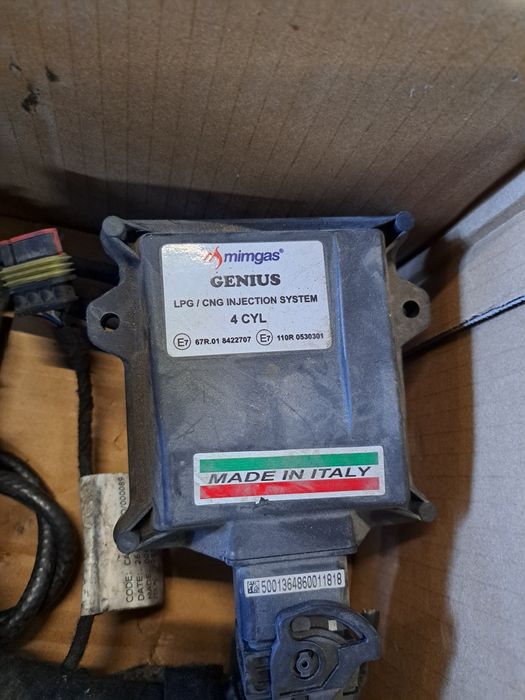 mimgas®
GENIUS
LPG / CNG INJECTION SYSTEM
4 CYL
E7 67R.01 8422707 E7 110R 0530301
MADE IN ITALY
5001364860011818
CODE:
DATE:
MADE